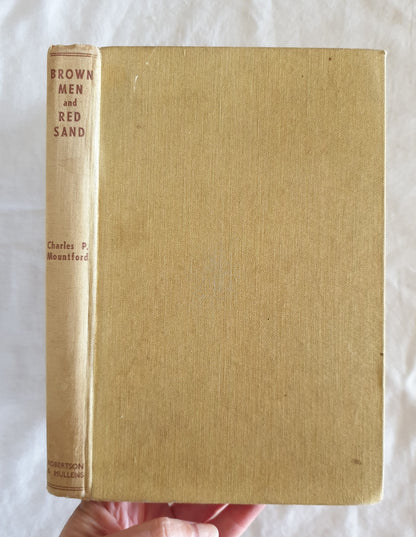 BROWN
MEN
and
RED
SAND
Charles P.
Mountford
ROBERTSON
& MULLENS